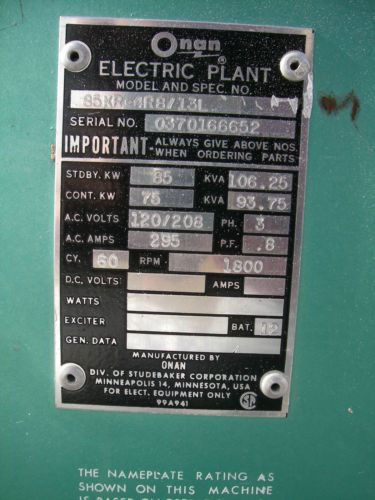 Onan
ELECTRIC PLANT
MODEL AND SPEC. NO.
SERIAL NO. 0370166652
IMPORTANT- ALWAYS GIVE ABOVE NOS.
WHEN ORDERING PARTS
STDBY. KW 85 KVA 106.25
CONT. KW 75 KVA 93.75
A.C. VOLTS 120/208 PH. 3
A.C. AMPS 295 P.F. .8
CY. 60 RPM 1800
D.C. VOLTS AMPS
WATTS
EXCITER BAT. 12
GEN. DATA
MANUFACTURED BY
ONAN
DIV. OF STUDEBAKER CORPORATION
MINNEAPOLIS 14, MINNESOTA, USA
FOR ELECT. EQUIPMENT ONLY
99A941
THE NAMEPLATE RATING AS
SHOWN ON THIS MACHINE